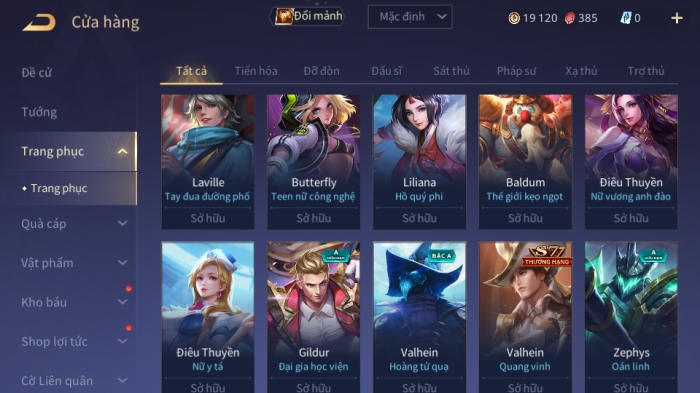 Cửa hàng
Đổi mảnh
Mặc định
19 120
385
0
Đề cử
Tướng
Trang phục
Trang phục
Quà cáp
Vật phẩm
Kho báu
Shop lợi tức
Cờ Liên quân
Tất cả
Tiến hóa
Đỡ đòn
Đấu sĩ
Sát thủ
Pháp sư
Xạ thủ
Trợ thủ
Laville
Tay đua đường phố
Sở hữu
Butterfly
Teen nữ công nghệ
Sở hữu
Liliana
Hồ quý phi
Sở hữu
Baldum
Thế giới kẹo ngọt
Sở hữu
Điêu Thuyền
Nữ vương anh đào
Sở hữu
Điêu Thuyền
Nữ y tá
Sở hữu
A
Gildur
Đại gia học viện
Sở hữu
BẬC A
Valhein
Hoàng tử quạ
Sở hữu
THƯỞNG HẠNG
Valhein
Quang vinh
Sở hữu
A
Zephys
Oán linh
Sở hữu